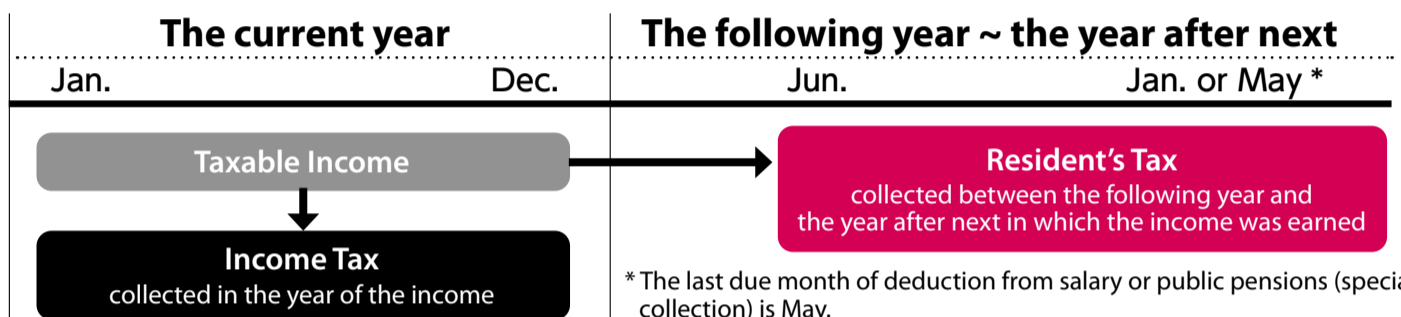 The current year
The following year ~ the year after next
Jan.
Dec.
Jun.
Jan. or May *
Taxable Income
Resident's Tax
collected between the following year and
the year after next in which the income was earned
Income Tax
collected in the year of the income
* The last due month of deduction from salary or public pensions (specia
collection) is May.